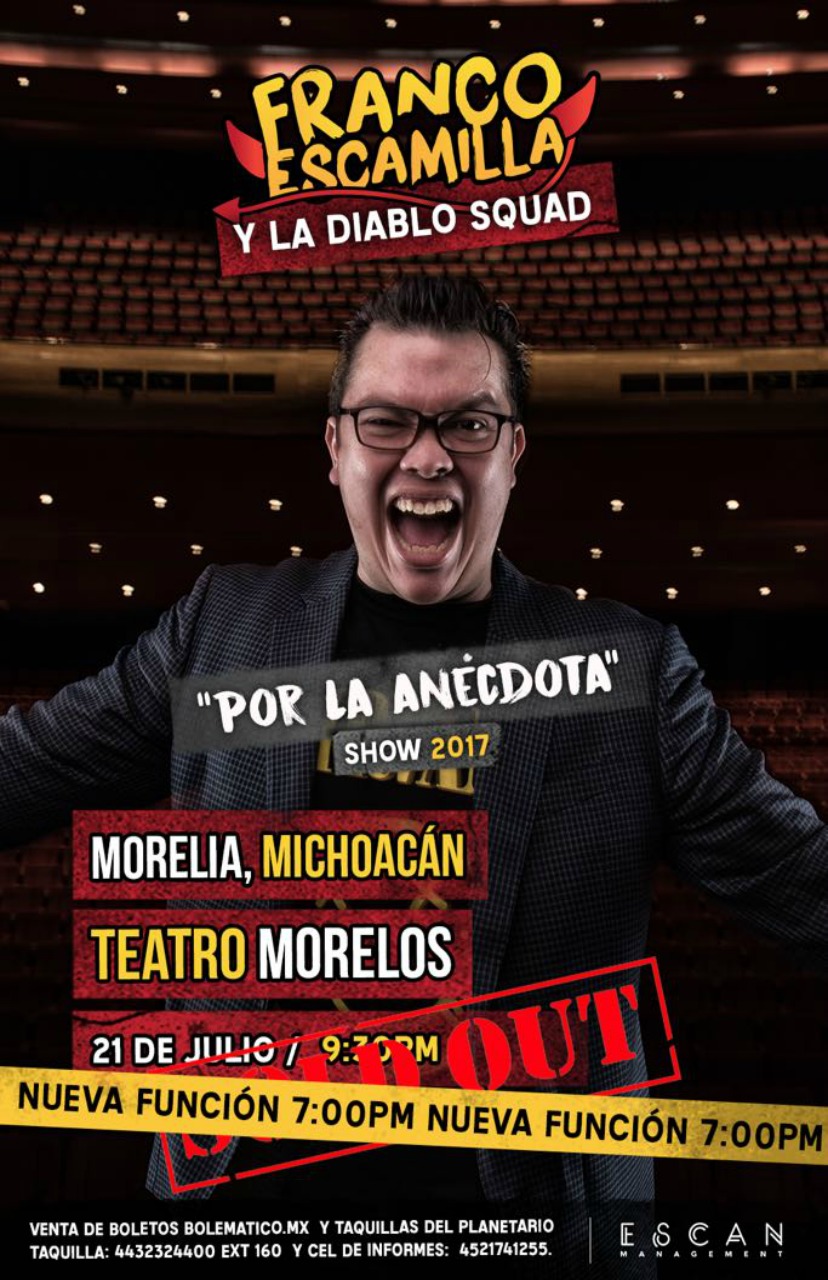 FRANCO
ESCAMILLA
Y LA DIABLO SQUAD
"POR LA ANÉCDOTA"
SHOW 2017
MORELIA, MICHOACÁN
TEATRO MORELOS
21 DE JULIO / 9:30PM
SOLD OUT
NUEVA FUNCIÓN 7:00PM NUEVA FUNCIÓN 7:00PM
VENTA DE BOLETOS BOLEMATICO.MX Y TAQUILLAS DEL PLANETARIO
TAQUILLA: 4432324400 EXT 160 Y CEL DE INFORMES: 4521741255.
ESCAN
MANAGEMENT